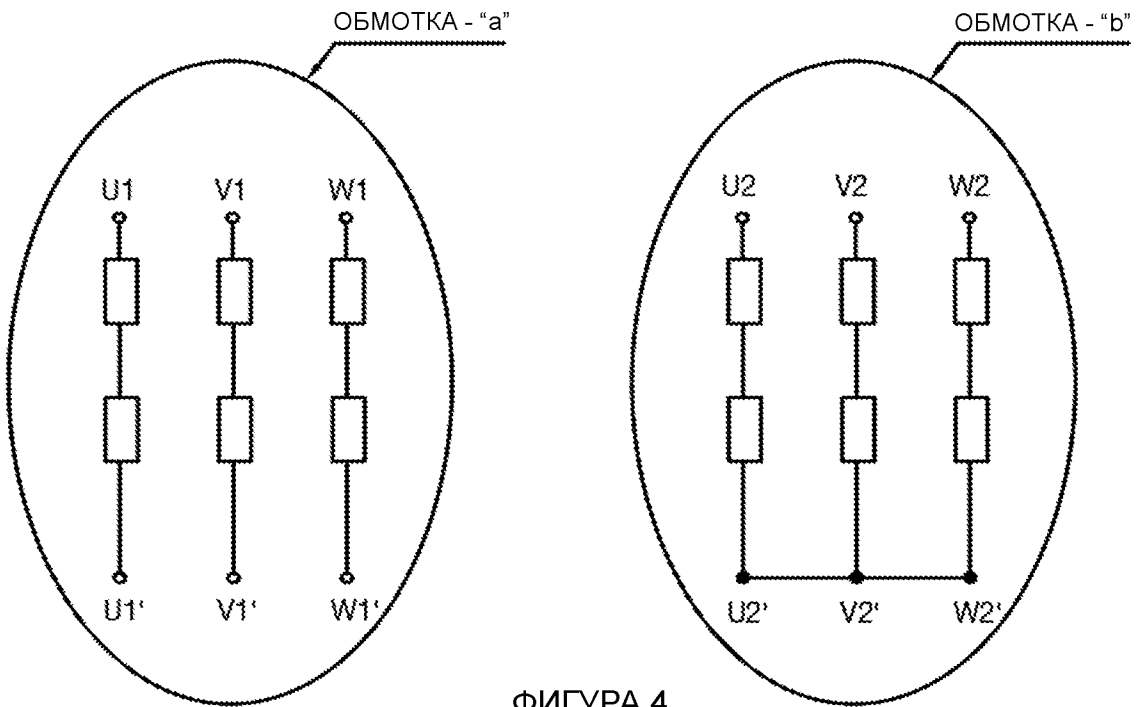 ОБМОТКА - “a”
ОБМОТКА - “b”
U1 V1 W1
U2 V2 W2
U1' V1' W1'
U2' V2' W2'
ФИГУРА 4